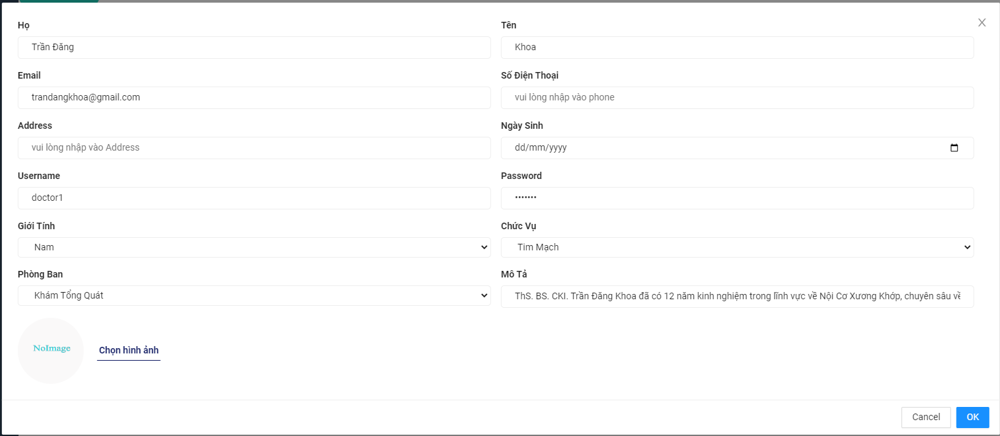 Họ
Tên
Trần Đăng
Khoa
Email
Số Điện Thoại
trandangkhoa@gmail.com
vui lòng nhập vào phone
Address
Ngày Sinh
vui lòng nhập vào Address
dd/mm/yyyy
Username
Password
doctor1
•••••••
Giới Tính
Chức Vụ
Nam
Tim Mạch
Phòng Ban
Mô Tả
Khám Tổng Quát
ThS. BS. CKI. Trần Đăng Khoa đã có 12 năm kinh nghiệm trong lĩnh vực về Nội Cơ Xương Khớp, chuyên sâu về
NoImage
Chọn hình ảnh
Cancel
OK